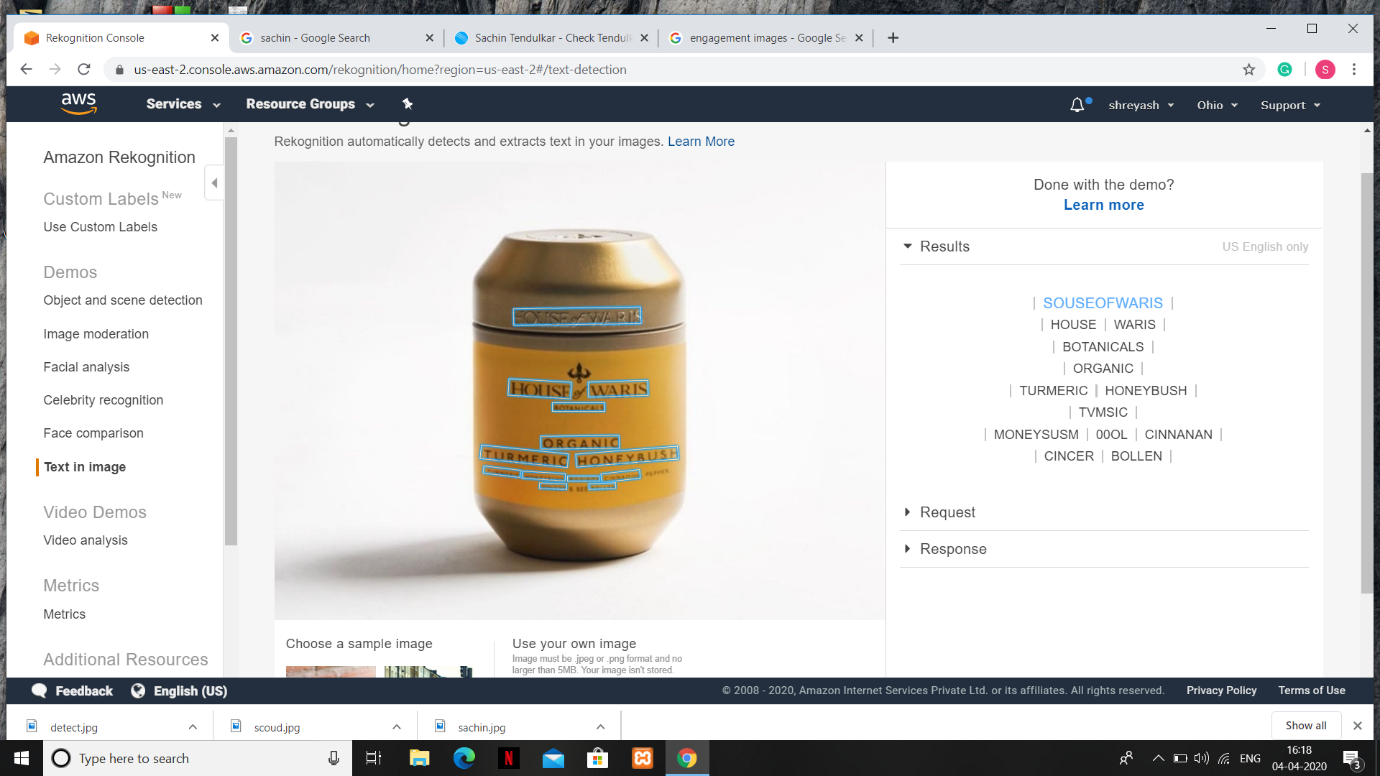 Rekognition Console
sachin - Google Search
Sachin Tendulkar - Check Tendul
engagement images - Google Se
us-east-2.console.aws.amazon.com/rekognition/home?region=us-east-2#/text-detection
S
aws
Services
Resource Groups
shreyash
Ohio
Support
Rekognition automatically detects and extracts text in your images. Learn More
Amazon Rekognition
Custom Labels New
Use Custom Labels
Demos
Object and scene detection
Image moderation
Facial analysis
Celebrity recognition
Face comparison
Text in image
Video Demos
Video analysis
Metrics
Metrics
Additional Resources
HOUSE of WARIS
HOUSE of WARIS
BOTANICALS
ORGANIC
TURMERIC HONEYBUSH
PEPPER
Done with the demo?
Learn more
Results
US English only
| SOUSEOFWARIS |
| HOUSE | WARIS |
| BOTANICALS |
| ORGANIC |
| TURMERIC || HONEYBUSH |
| TVMSIC |
| MONEYSUSM | 00OL | CINNANAN |
| CINCER | BOLLEN |
Request
Response
Choose a sample image
Use your own image
Image must be .jpeg or .png format and no
larger than 5MB. Your image isn't stored.
Feedback
English (US)
© 2008 - 2020, Amazon Internet Services Private Ltd. or its affiliates. All rights reserved.
Privacy Policy
Terms of Use
detect.jpg
scoud.jpg
sachin.jpg
Show all
Type here to search
ENG
16:18
04-04-2020
3